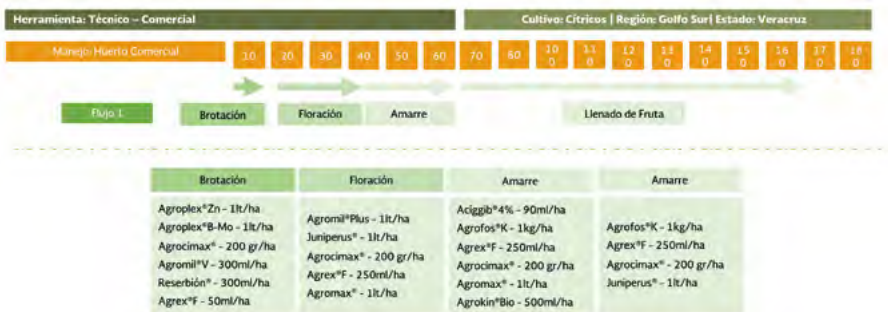 Herramienta: Técnico – Comercial
Cultivo: Cítricos | Región: Golfo Sur| Estado: Veracruz
Manejo: Huerto Comercial
10 20 30 40 50 60 70 80 100 110 120 130 140 150 160 170 180
Flujo 1
Brotación
Floración
Amarre
Llenado de Fruta
Brotación
Agroplex®Zn - 1lt/ha
Agroplex®B-Mo - 1lt/ha
Agrocimax® - 200 gr/ha
Agromil®V - 300ml/ha
Reserbión® - 300ml/ha
Agrex®F - 50ml/ha
Floración
Agromil®Plus - 1lt/ha
Juniperus® - 1lt/ha
Agrocimax® - 200 gr/ha
Agrex®F - 250ml/ha
Agromax® - 1lt/ha
Amarre
Aciggib®4% - 90ml/ha
Agrofos®K - 1kg/ha
Agrex®F - 250ml/ha
Agrocimax® - 200 gr/ha
Agromax® - 1lt/ha
Agrokin®Bio - 500ml/ha
Amarre
Agrofos®K - 1kg/ha
Agrex®F - 250ml/ha
Agrocimax® - 200 gr/ha
Juniperus® - 1lt/ha